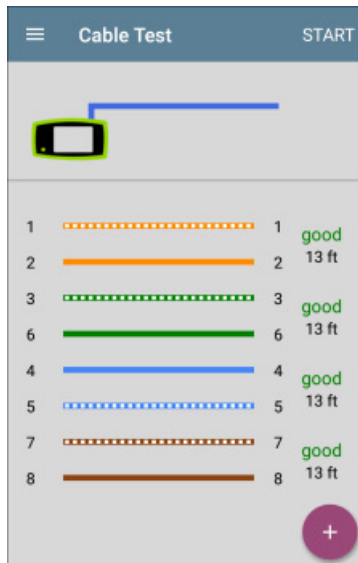 Cable Test START
1 1 good
2 2 13 ft
3 3 good
6 6 13 ft
4 4 good
5 5 13 ft
7 7 good
8 8 13 ft
+